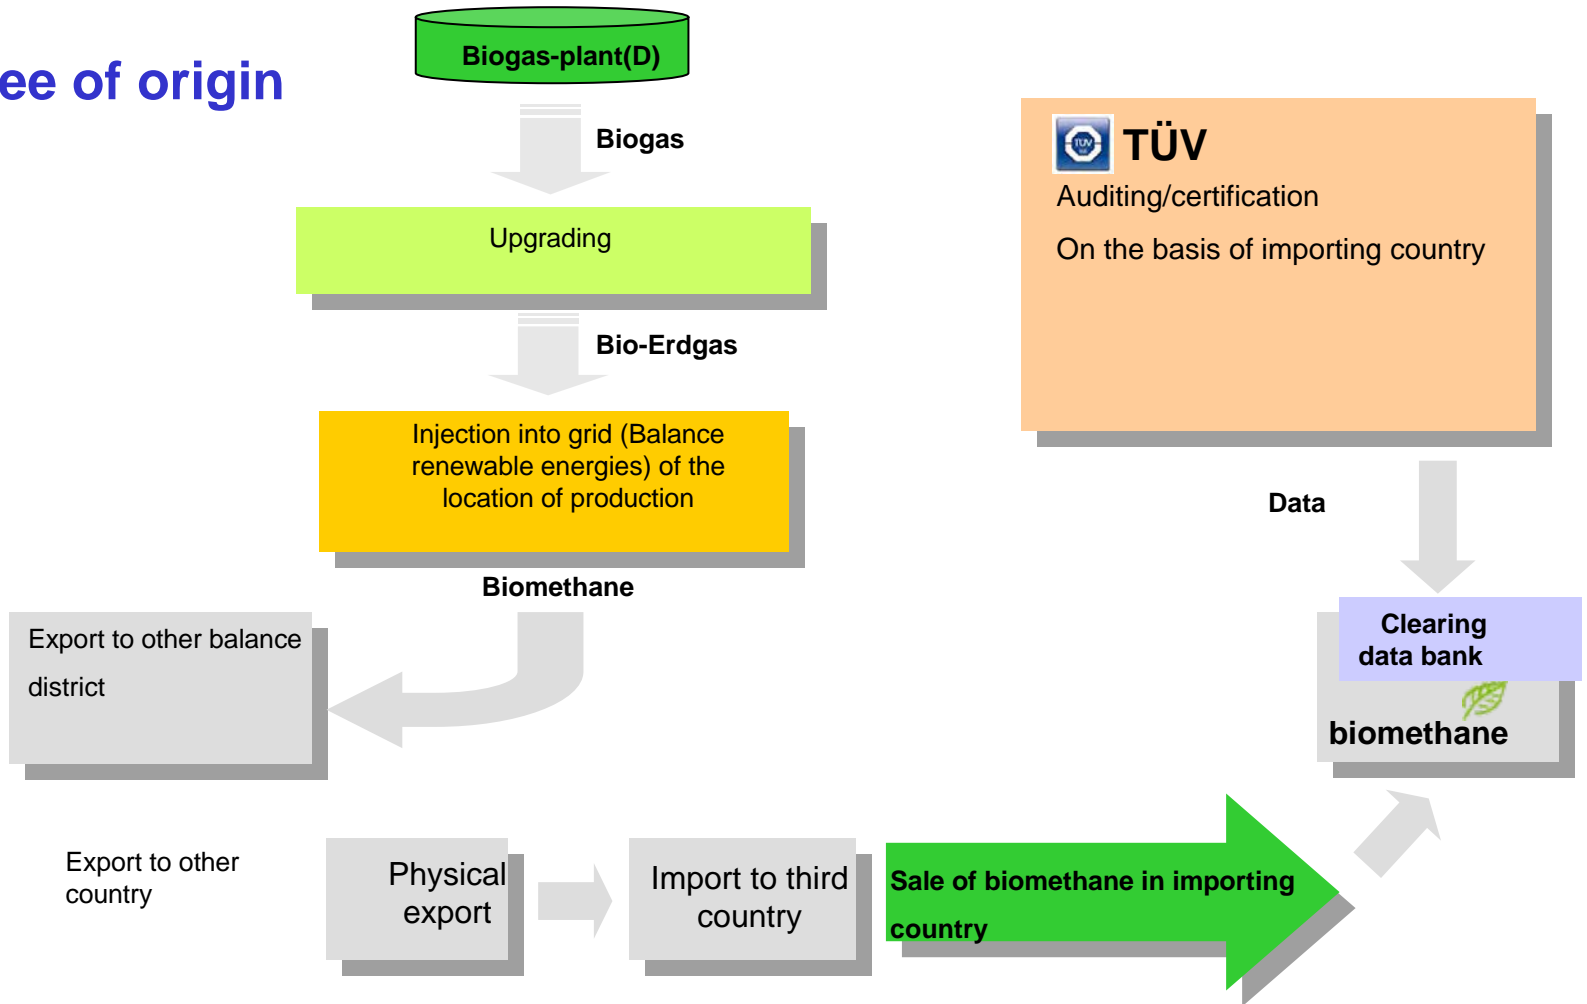 ee of origin
Biogas-plant(D)
Biogas
Upgrading
Bio-Erdgas
Injection into grid (Balance
renewable energies) of the
location of production
Biomethane
Export to other balance
district
Export to other
country
Physical
export
Import to third
country
Sale of biomethane in importing
country
TÜV
TÜV
Auditing/certification
On the basis of importing country
Data
Clearing
data bank
biomethane